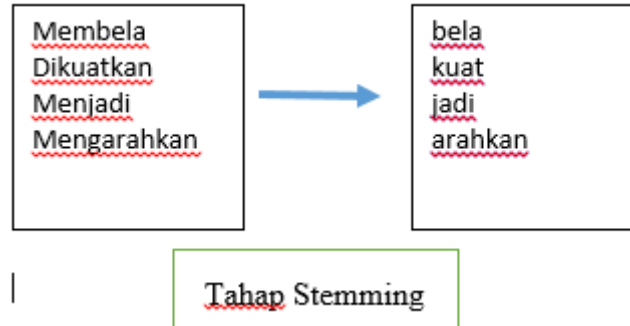 Membela
Dikuatkan
Menjadi
Mengarahkan
bela
kuat
jadi
arahkan
Tahap Stemming